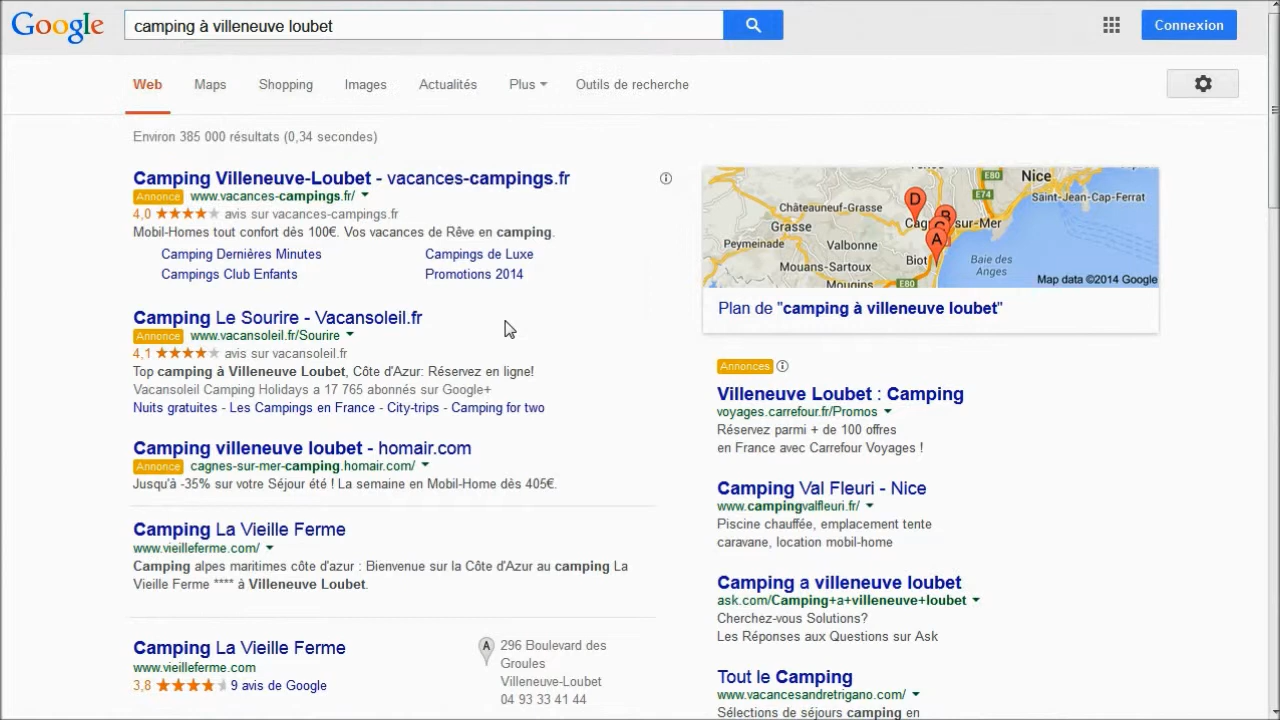 Google
camping à villeneuve loubet
Connexion
Web Maps Shopping Images Actualités Plus Outils de recherche
Environ 385 000 résultats (0,34 secondes)
Camping Villeneuve-Loubet - vacances-campings.fr
Annonce www.vacances-campings.fr/
4,0 avis sur vacances-campings.fr
Mobil-Homes tout confort dès 100€. Vos vacances de Rêve en camping.
Camping Dernières Minutes Campings de Luxe
Campings Club Enfants Promotions 2014
Camping Le Sourire - Vacansoleil.fr
Annonce www.vacansoleil.fr/Sourire
4,1 avis sur vacansoleil.fr
Top camping à Villeneuve Loubet, Côte d'Azur: Réservez en ligne!
Vacansoleil Camping Holidays a 17 765 abonnés sur Google+
Nuits gratuites - Les Campings en France - City-trips - Camping for two
Camping villeneuve loubet - homair.com
Annonce cagnes-sur-mer-camping.homair.com/
Jusqu'à -35% sur votre Séjour été ! La semaine en Mobil-Home dès 405€.
Camping La Vieille Ferme
www.vieilleferme.com/
Camping alpes maritimes côte d'azur : Bienvenue sur la Côte d'Azur au camping La
Vieille Ferme **** à Villeneuve Loubet.
Camping La Vieille Ferme
www.vieilleferme.com
3,8 9 avis de Google
A 296 Boulevard des
Groules
Villeneuve-Loubet
04 93 33 41 44
E80
Nice
E74
Saint-Jean-Cap-Ferrat
Châteauneuf-Grasse
D
B
Grasse
Cagnes-sur-Mer
A
Peymeinade
Valbonne
Biot
Mouans-Sartoux
Baie des
Anges
Mougins
E80
Map data ©2014 Google
Plan de "camping à villeneuve loubet"
Annonces
Villeneuve Loubet : Camping
voyages.carrefour.fr/Promos
Réservez parmi + de 100 offres
en France avec Carrefour Voyages !
Camping Val Fleuri - Nice
www.campingvalfleuri.fr/
Piscine chauffée, emplacement tente
caravane, location mobil-home
Camping a villeneuve loubet
ask.com/Camping+a+villeneuve+loubet
Cherchez-vous Solutions?
Les Réponses aux Questions sur Ask
Tout le Camping
www.vacancesandretrigano.com/
Sélections de séjours camping en